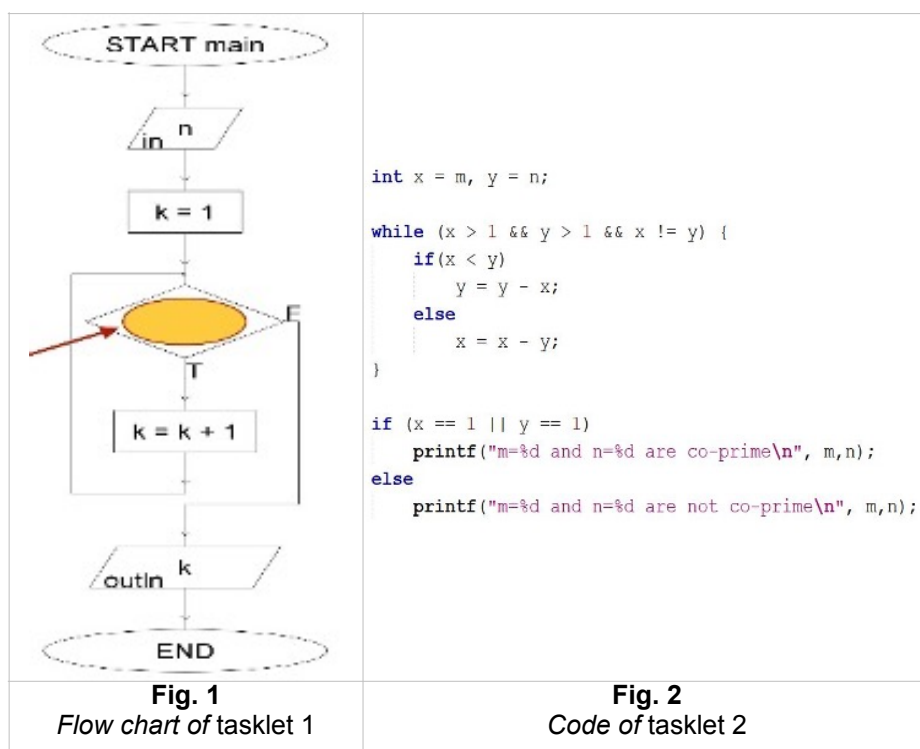 START main
in n
k = 1
F
T
k = k + 1
outln k
END
int x = m, y = n;
while (x > 1 && y > 1 && x != y) {
if(x < y)
y = y - x;
else
x = x - y;
}
if (x == 1 || y == 1)
printf("m=%d and n=%d are co-prime\n", m,n);
else
printf("m=%d and n=%d are not co-prime\n", m,n);
Fig. 1
Flow chart of tasklet 1
Fig. 2
Code of tasklet 2